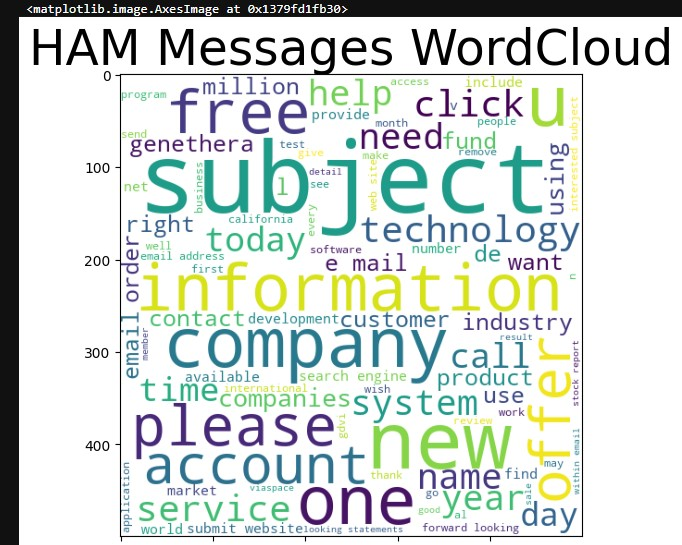 <matplotlib.image.AxesImage at 0x1379fd1fb30>
HAM Messages WordCloud
0
100
200
300
400
program
million
help
access
include
free
provide
click
v
u
send
month
people
genethera
test
need
fund
give
make
remove
subject
interested subject
using
net
business
l
detail
see
web site
right
california
every
technology
well
today
software
number
de
want
email address
first
e mail
n
email order
information
contact
development
customer
industry
member
company
result
call
stock report
available
search engine
product
offer
time
international
wish
companies
system
use
work
please
gdvi
review
new
account
thank
name
find
may
within email
application
market
viaspace
one
go
year
sale
service
good
al
day
world
submit website
looking statements
forward looking